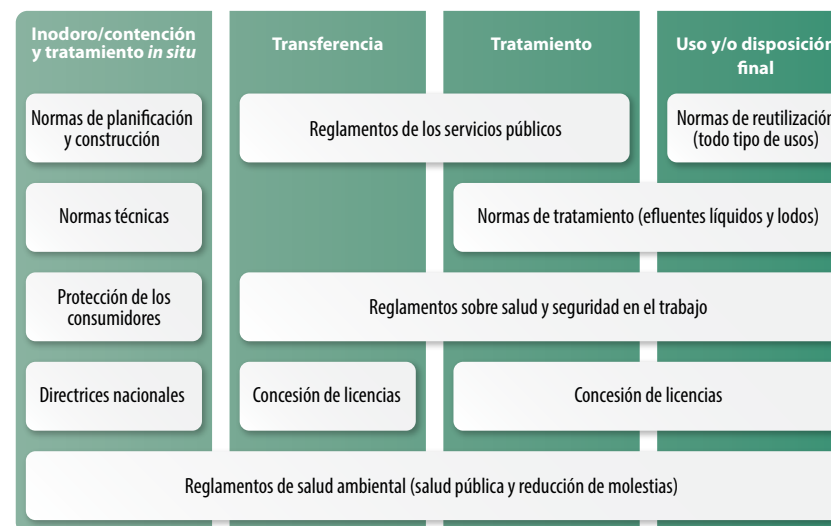 Inodoro/contención
y tratamiento in situ
Transferencia
Tratamiento
Uso y/o disposición
final
Normas de planificación
y construcción
Reglamentos de los servicios públicos
Normas de reutilización
(todo tipo de usos)
Normas técnicas
Normas de tratamiento (efluentes líquidos y lodos)
Protección de los
consumidores
Reglamentos sobre salud y seguridad en el trabajo
Directrices nacionales
Concesión de licencias
Concesión de licencias
Reglamentos de salud ambiental (salud pública y reducción de molestias)